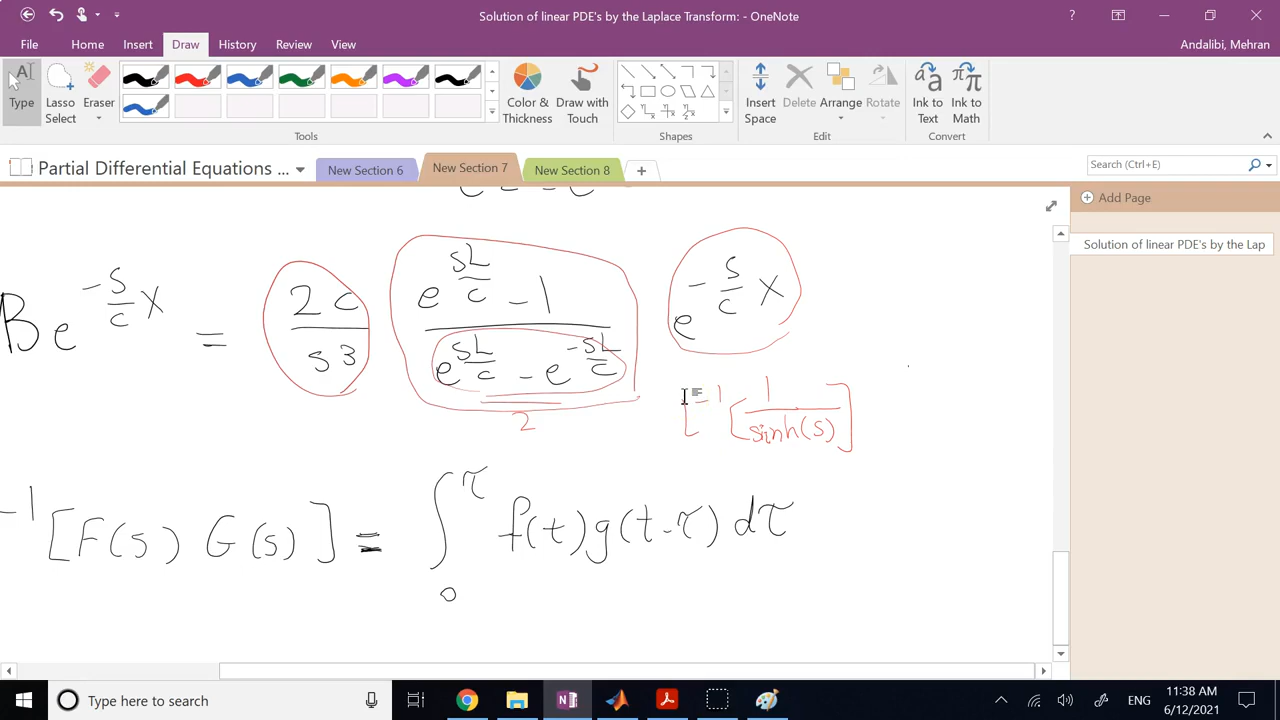 Solution of linear PDE's by the Laplace Transform: - OneNote
Andalibi, Mehran
File Home Insert Draw History Review View
Type Lasso Select Eraser Color & Thickness Draw with Touch Insert Space Delete Arrange Rotate Ink to Text Ink to Math
Tools Shapes Edit Convert
Partial Differential Equations ... New Section 6 New Section 7 New Section 8 Search (Ctrl+E)
Add Page
Solution of linear PDE's by the Lap
B e^{-s/c x} = 2c/s3 (e^{sL/c} - 1)/(e^{sL/c} - e^{-sL/c}) e^{-s/c x}
2
L^{-1}[1/sinh(s)]
-1 [F(s) G(s)] = ∫_0^τ f(t)g(t-τ)dτ
Type here to search
ENG
11:38 AM
6/12/2021